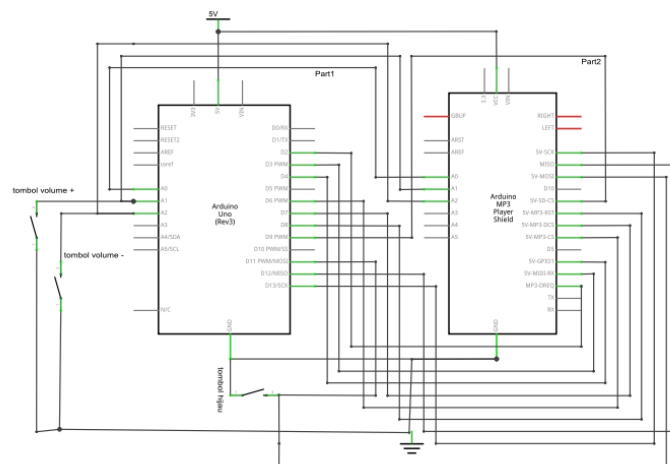 5V
Part1
Part2
3V3
5V
VIN
3.3
VCC
VIN
RESET
RESET2
AREF
ioref
A0
A1
A2
A3
A4/SDA
A5/SCL
N/C
D0/RX
D1/TX
D2
D3 PWM
D4
D5 PWM
D6 PWM
D7
D8
D9 PWM
D10 PWM/SS
D11 PWM/MOSI
D12/MISO
D13/SCK
Arduino
Uno
(Rev3)
GND
GBUP
ARST
AREF
A0
A1
A2
A3
A4
A5
RIGHT
LEFT
5V-SCK
MISO
5V-MOSI
D10
5V-SD-CS
5V-MP3-RST
5V-MP3-DCS
5V-MP3-CS
D5
5V-GPIO1
5V-MIDI-RX
MP3-DREQ
TX
RX
Arduino
MP3
Player
Shield
GND
tombol volume +
tombol volume -
tombol hijau